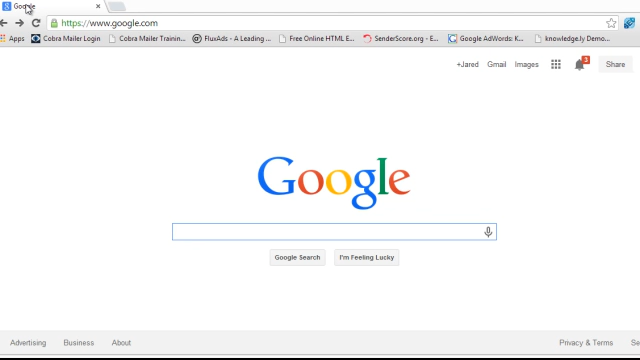 Google
https://www.google.com
Apps Cobra Mailer Login Cobra Mailer Trainin... FluxAds - A Leading ... Free Online HTML E... SenderScore.org - E... Google AdWords: K... knowledge.ly Demo...
+Jared Gmail Images 3 Share
Google
Google Search I'm Feeling Lucky
Advertising Business About Privacy & Terms Se